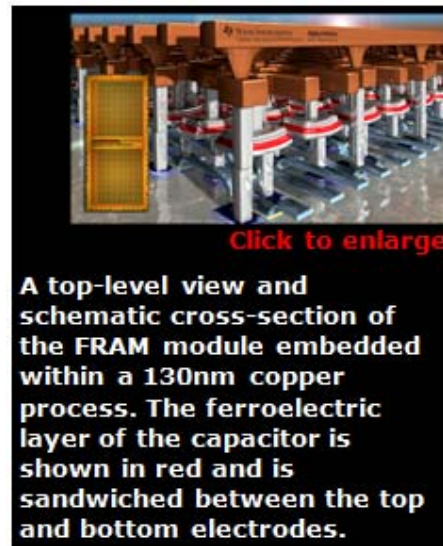 Texas Instruments
Click to enlarge
A top-level view and
schematic cross-section of
the FRAM module embedded
within a 130nm copper
process. The ferroelectric
layer of the capacitor is
shown in red and is
sandwiched between the top
and bottom electrodes.